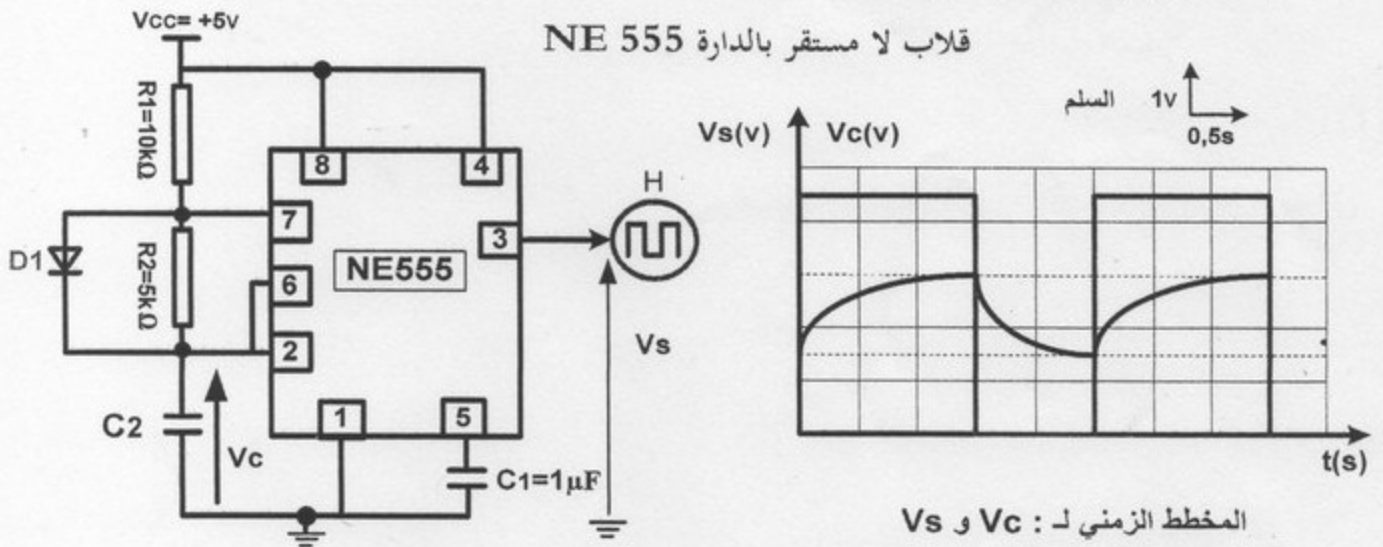 قلاب لا مستقر بالدارة NE 555
Vcc= +5v
R1=10kΩ
8
4
7
D1
R2=5kΩ
6
NE555
3
H
2
C2
Vc
1
5
C1=1µF
Vs
السلم
1v
0,5s
Vs(v)
Vc(v)
t(s)
المخطط الزمني لـ : Vc و Vs